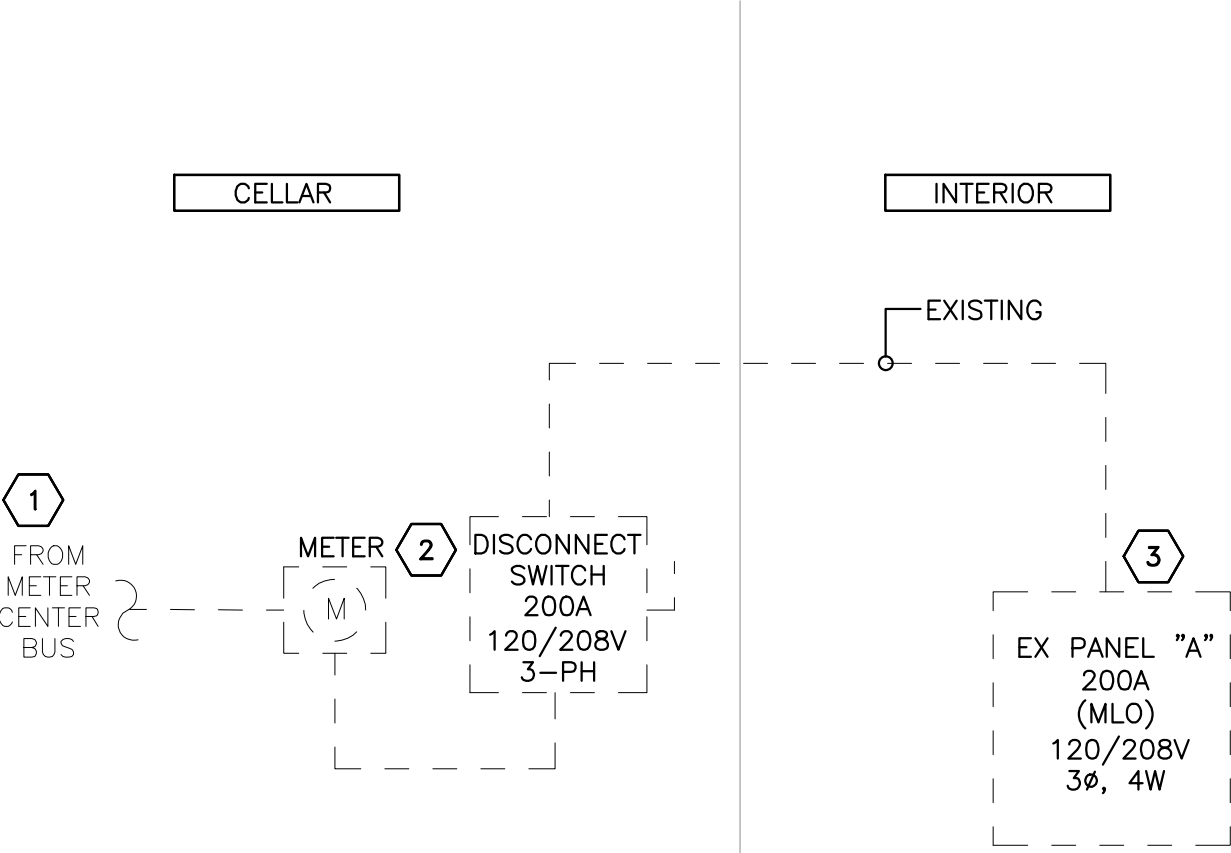 CELLAR
INTERIOR
EXISTING
1
FROM
METER
CENTER
BUS
METER
M
2
DISCONNECT
SWITCH
200A
120/208V
3-PH
3
EX PANEL "A"
200A
(MLO)
120/208V
3ø, 4W